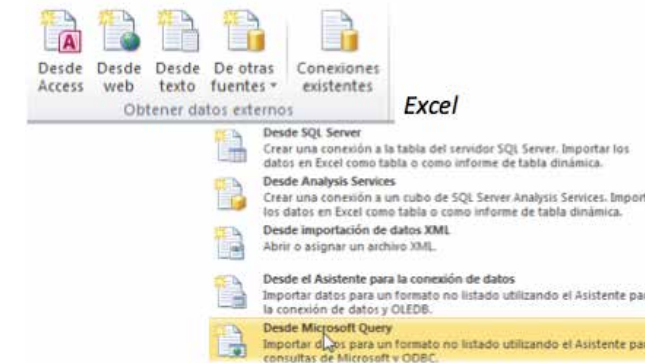 Desde Access
Desde web
Desde texto
De otras fuentes
Conexiones existentes
Obtener datos externos
Excel
Desde SQL Server
Crear una conexión a la tabla del servidor SQL Server. Importar los
datos en Excel como tabla o como informe de tabla dinámica.
Desde Analysis Services
Crear una conexión a un cubo de SQL Server Analysis Services. Import
los datos en Excel como tabla o como informe de tabla dinámica.
Desde importación de datos XML
Abrir o asignar un archivo XML.
Desde el Asistente para la conexión de datos
Importar datos para un formato no listado utilizando el Asistente par
la conexión de datos y OLEDB.
Desde Microsoft Query
Importar datos para un formato no listado utilizando el Asistente par
consultas de Microsoft y ODBC.